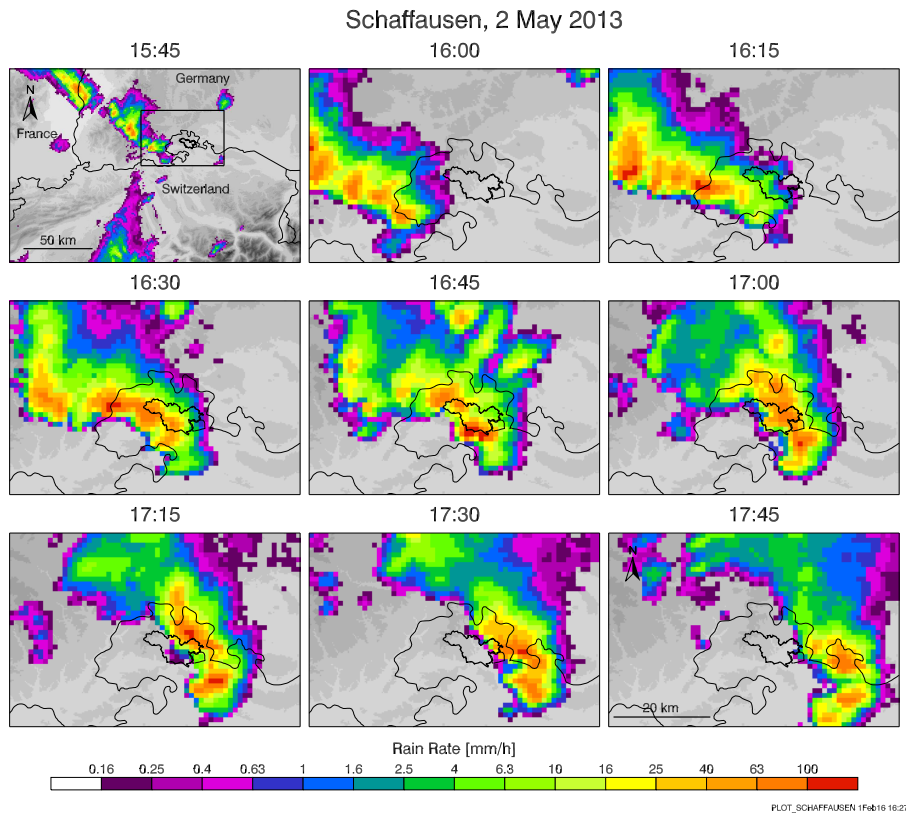 Schaffausen, 2 May 2013
15:45
16:00
16:15
N
Germany
France
Switzerland
50 km
16:30
16:45
17:00
17:15
17:30
17:45
N
20 km
Rain Rate [mm/h]
0.16 0.25 0.4 0.63 1 1.6 2.5 4 6.3 10 16 25 40 63 100
PLOT_SCHAFFAUSEN 1Feb16 16:27